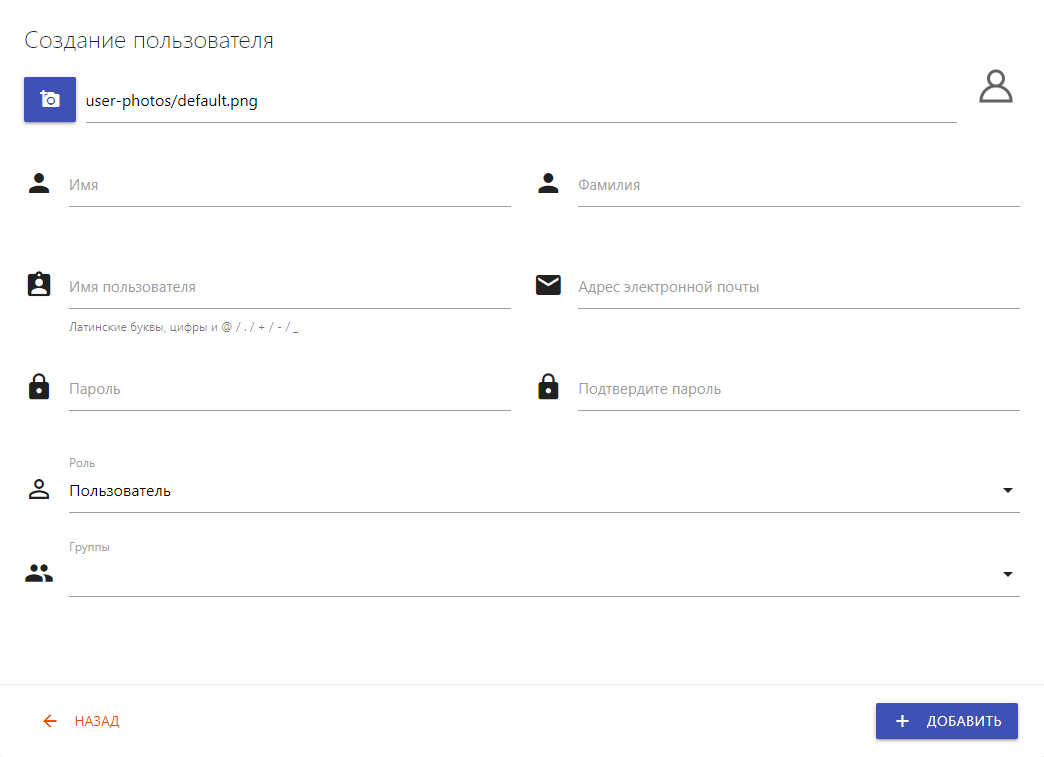 Создание пользователя
user-photos/default.png
Имя
Фамилия
Имя пользователя
Адрес электронной почты
Латинские буквы, цифры и @ / . / + / - / _
Пароль
Подтвердите пароль
Роль
Пользователь
Группы
НАЗАД
ДОБАВИТЬ